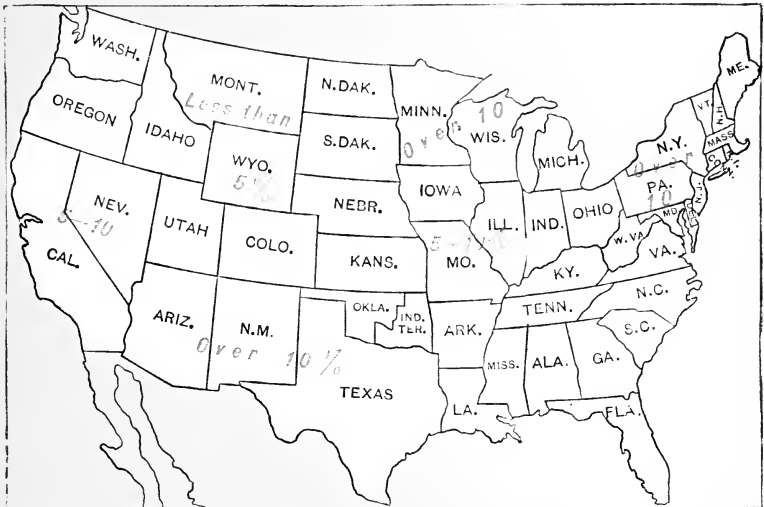 WASH.
MONT.
Less than
N.DAK.
MINN.
Over 10
WIS.
MICH.
ME.
VT.
N.H.
MASS
N.Y.
Over
OREGON
IDAHO
WYO.
5%
S.DAK.
IOWA
PA.
10
N.J.
MD.
NEV.
5-10
UTAH
COLO.
NEBR.
ILL.
IND.
OHIO
W.VA
VA.
CAL.
KANS.
MO.
KY.
ARIZ.
N.M.
Over 10%
OKLA.
IND.
TER.
ARK.
TENN.
N.C.
S.C.
TEXAS
LA.
MISS.
ALA.
GA.
FLA.